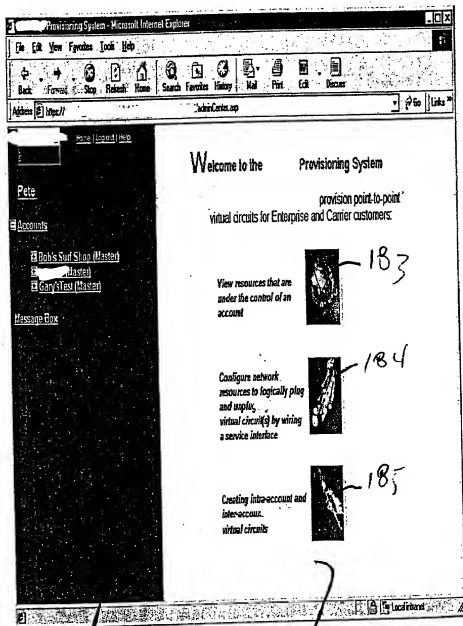 Provisioning System - Microsoft Internet Explorer
File Edit View Favorites Tools Help
Back Forward Stop Refresh Home Search Favorites History Mail Print Edit Discuss
Address https:// adminCenter.asp Go Links »
Home | Logout | Help
Pete
Accounts
Bob's Surf Shop (Master)
(Master)
Gary's Test (Master)
Message Box
Welcome to the Provisioning System
provision point-to-point
virtual circuits for Enterprise and Carrier customers:
View resources that are
under the control of an
account
183
Configure network
resources to logically plug
and unplug
virtual circuit(s) by wiring
a service interface
184
Creating intra-account and
inter-account
virtual circuits
185
Local intranet